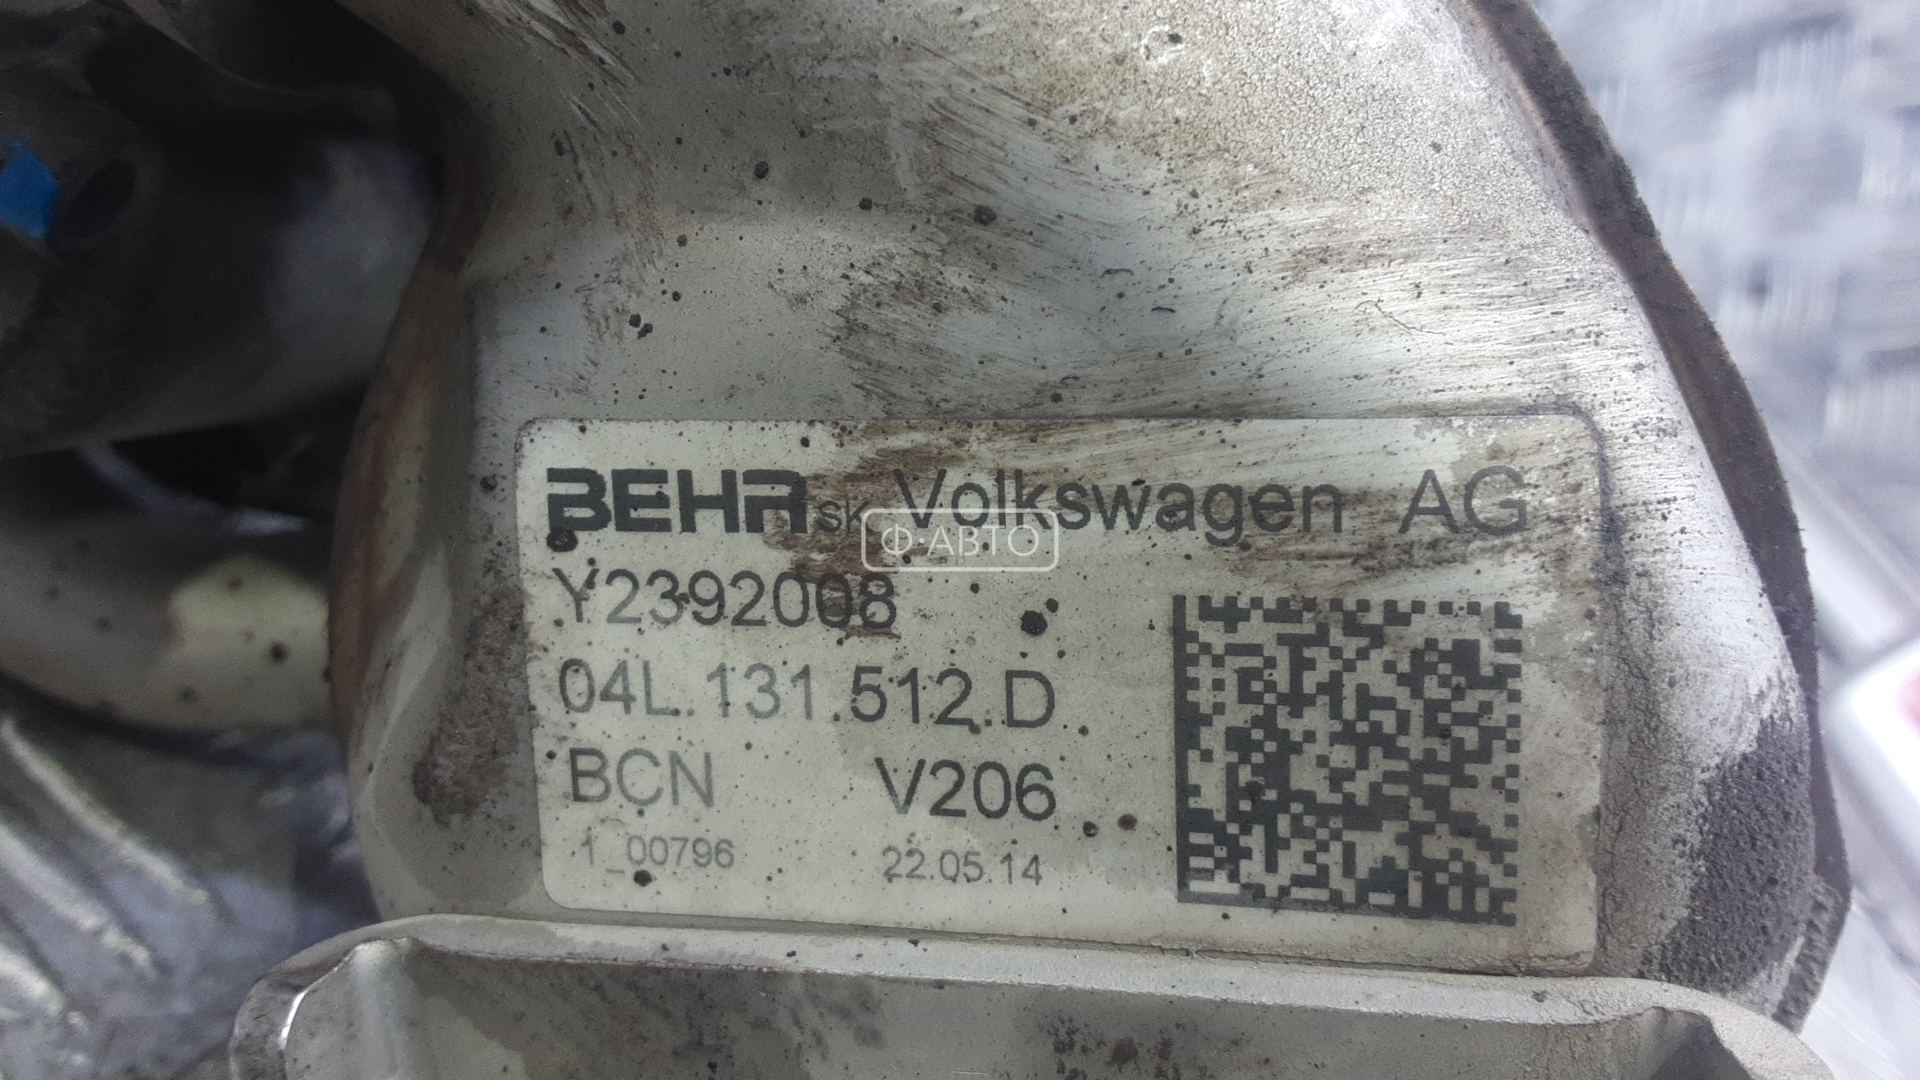 BEHR SK Volkswagen AG
Ф·АВТО
Y2392008
04L.131.512.D
BCN V206
1_00796 22.05.14